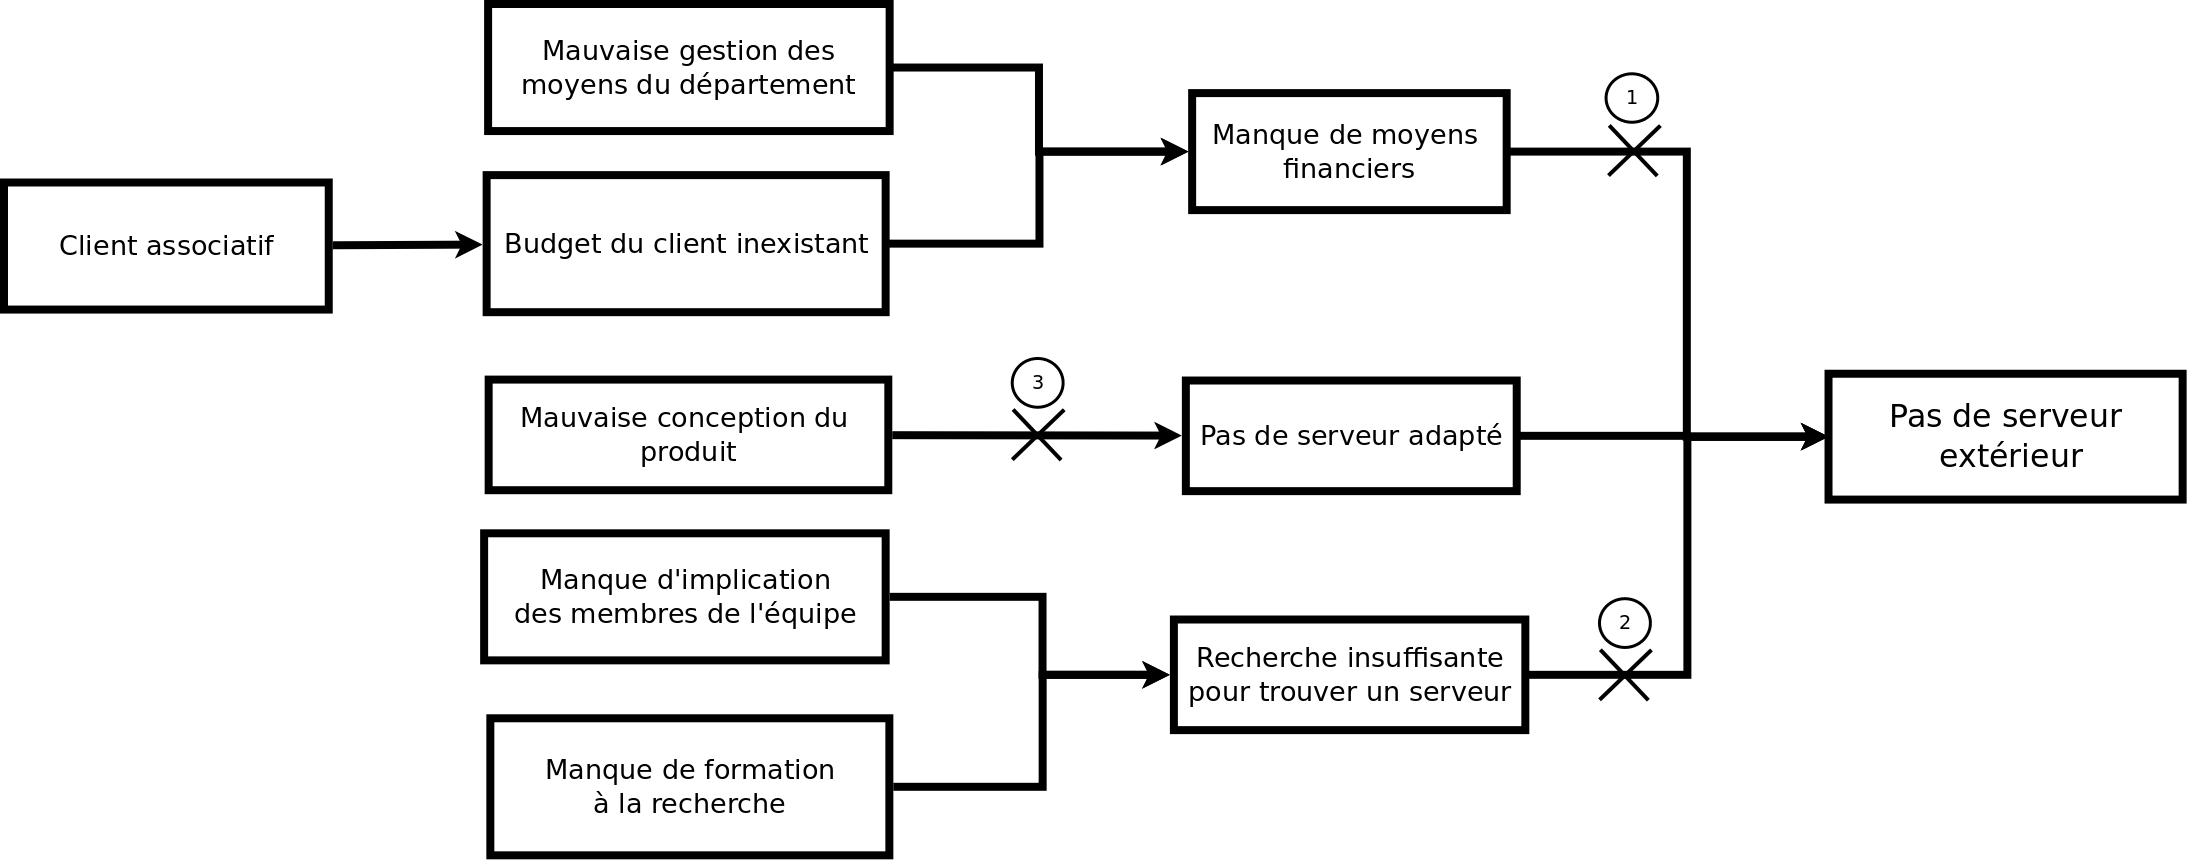 Mauvaise gestion des
moyens du département
Client associatif
Budget du client inexistant
Manque de moyens
financiers
1
3
Mauvaise conception du
produit
Pas de serveur adapté
Pas de serveur
extérieur
Manque d'implication
des membres de l'équipe
Manque de formation
à la recherche
Recherche insuffisante
pour trouver un serveur
2